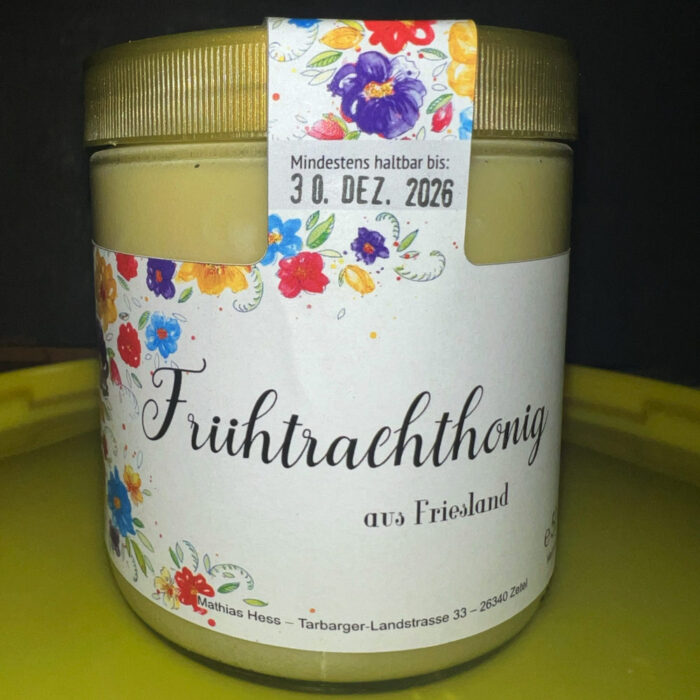 Mindestens haltbar bis:
30. DEZ. 2026
Frühtrachthonig
aus Friesland
Mathias Hess – Tarbarger-Landstrasse 33 – 26340 Zetel